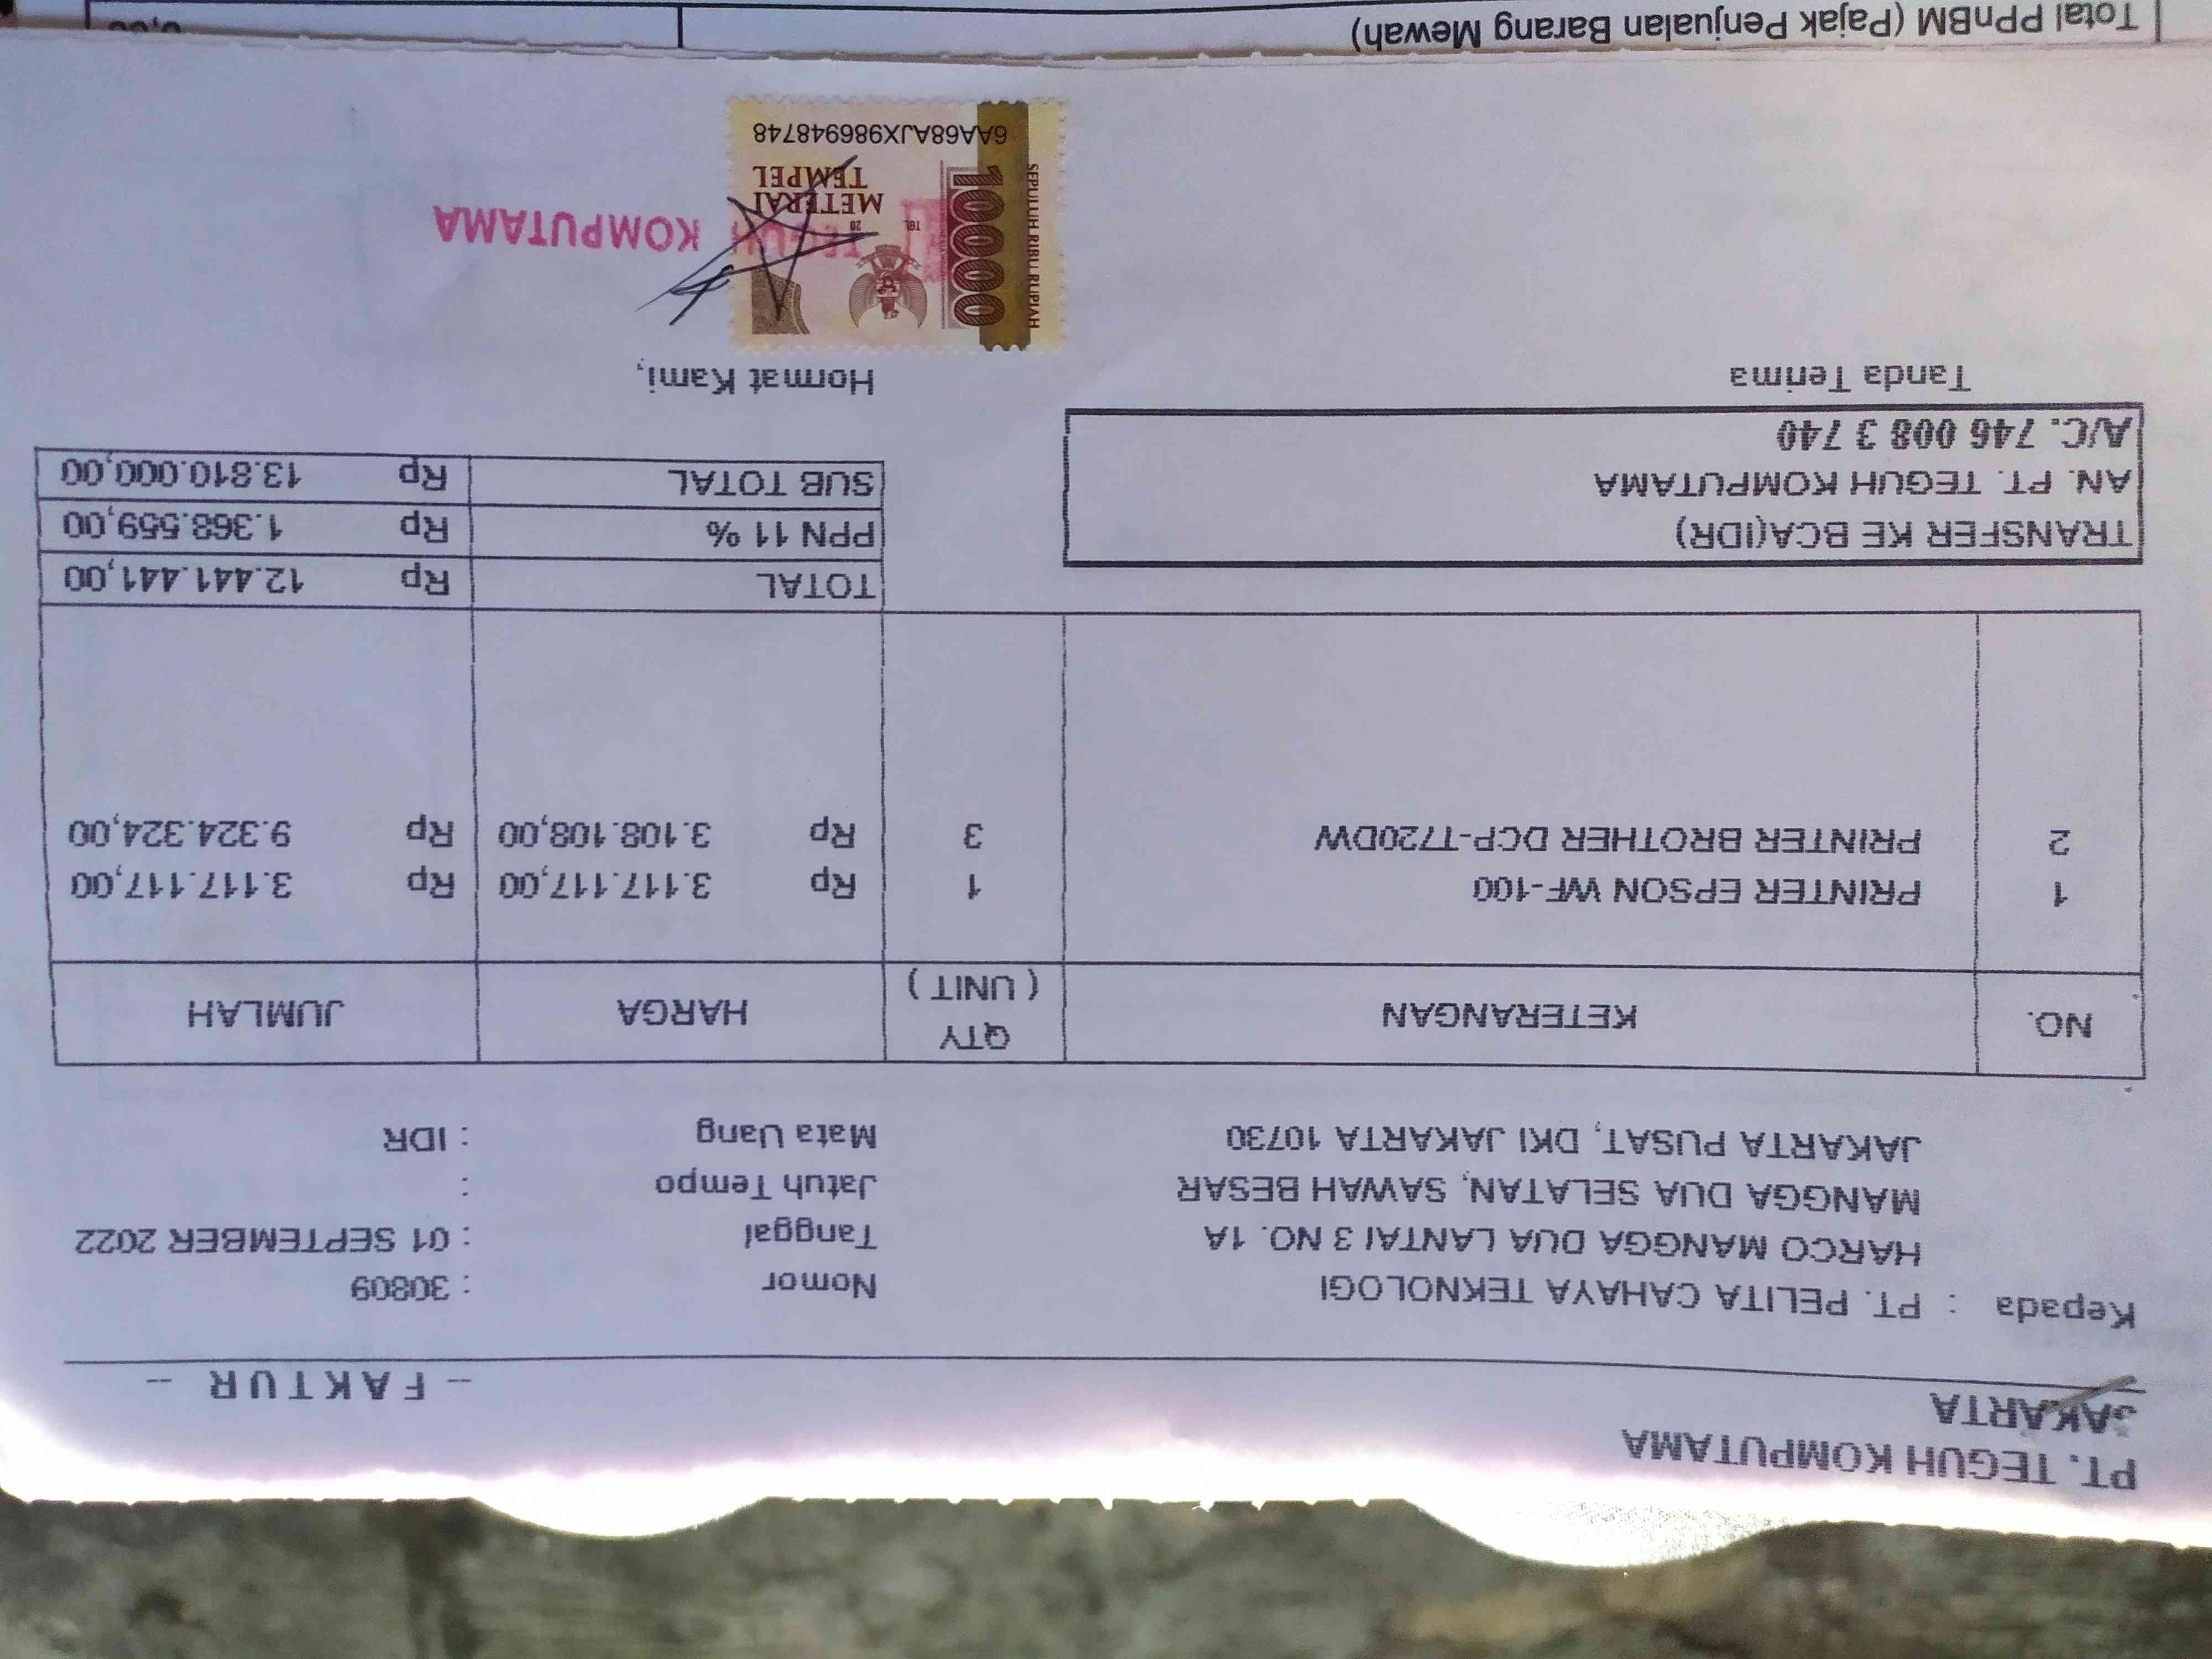 PT. TEGUH KOMPUTAMA
JAKARTA
-- F A K T U R --
Kepada : PT. PELITA CAHAYA TEKNOLOGI
HARCO MANGGA DUA LANTAI 3 NO. 1A
MANGGA DUA SELATAN, SAWAH BESAR
JAKARTA PUSAT, DKI JAKARTA 10730
Nomor : 30809
Tanggal : 01 SEPTEMBER 2022
Jatuh Tempo :
Mata Uang : IDR
NO. KETERANGAN QTY ( UNIT ) HARGA JUMLAH
1 PRINTER EPSON WF-100 1 Rp 3.117.117,00 Rp 3.117.117,00
2 PRINTER BROTHER DCP-T720DW 3 Rp 3.108.108,00 Rp 9.324.324,00
TOTAL Rp 12.441.441,00
PPN 11 % Rp 1.368.559,00
SUB TOTAL Rp 13.810.000,00
TRANSFER KE BCA(IDR)
AN. PT. TEGUH KOMPUTAMA
A/C. 746 008 3 740
Tanda Terima
Hormat Kami,
SEPULUH RIBU RUPIAH
10000
TGL 20
METERAI
TEMPEL
6AA68AJX986948748
TEGUH KOMPUTAMA
Total PPnBM (Pajak Penjualan Barang Mewah) 0,00